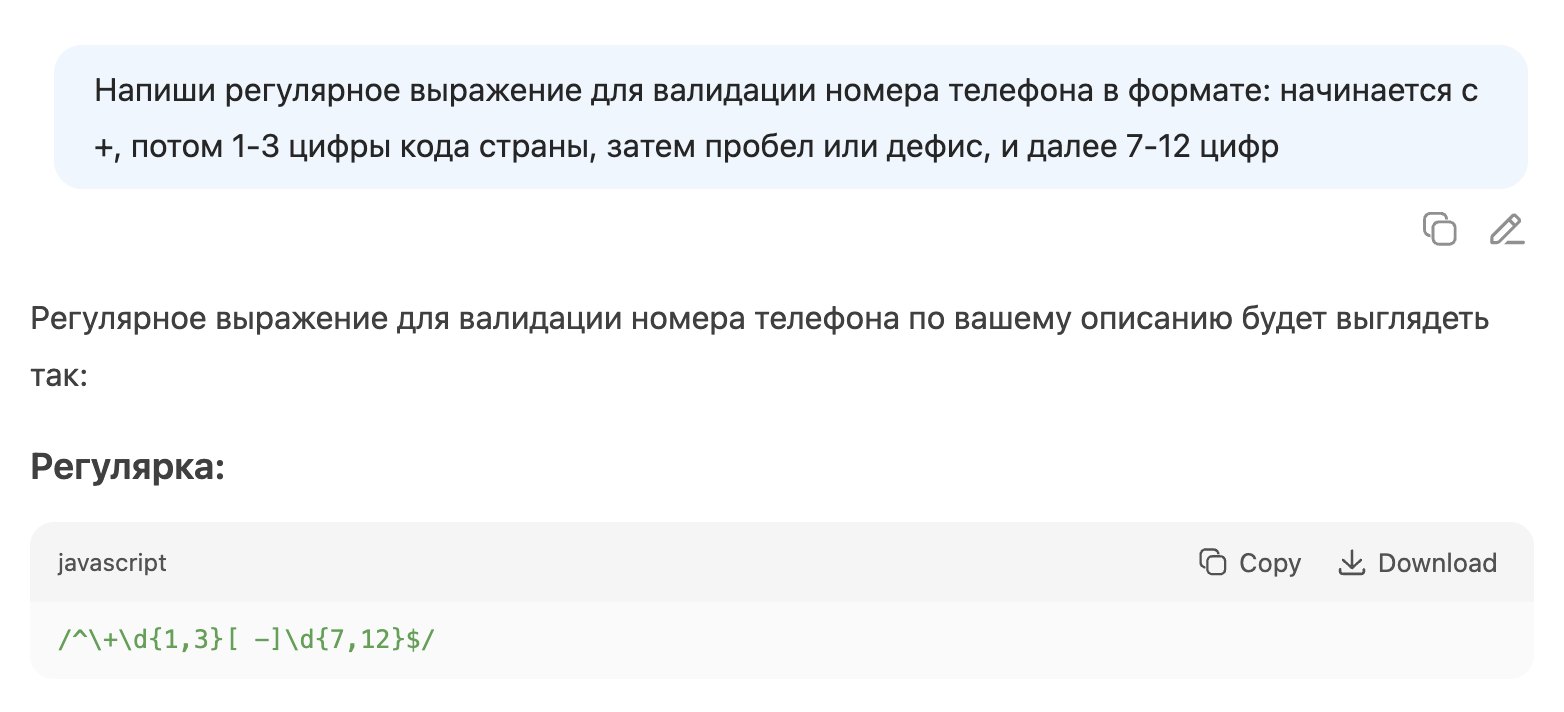 Напиши регулярное выражение для валидации номера телефона в формате: начинается с
+, потом 1-3 цифры кода страны, затем пробел или дефис, и далее 7-12 цифр
Регулярное выражение для валидации номера телефона по вашему описанию будет выглядеть
так:
Регулярка:
javascript
Copy
Download
/^\+\d{1,3}[ -]\d{7,12}$/